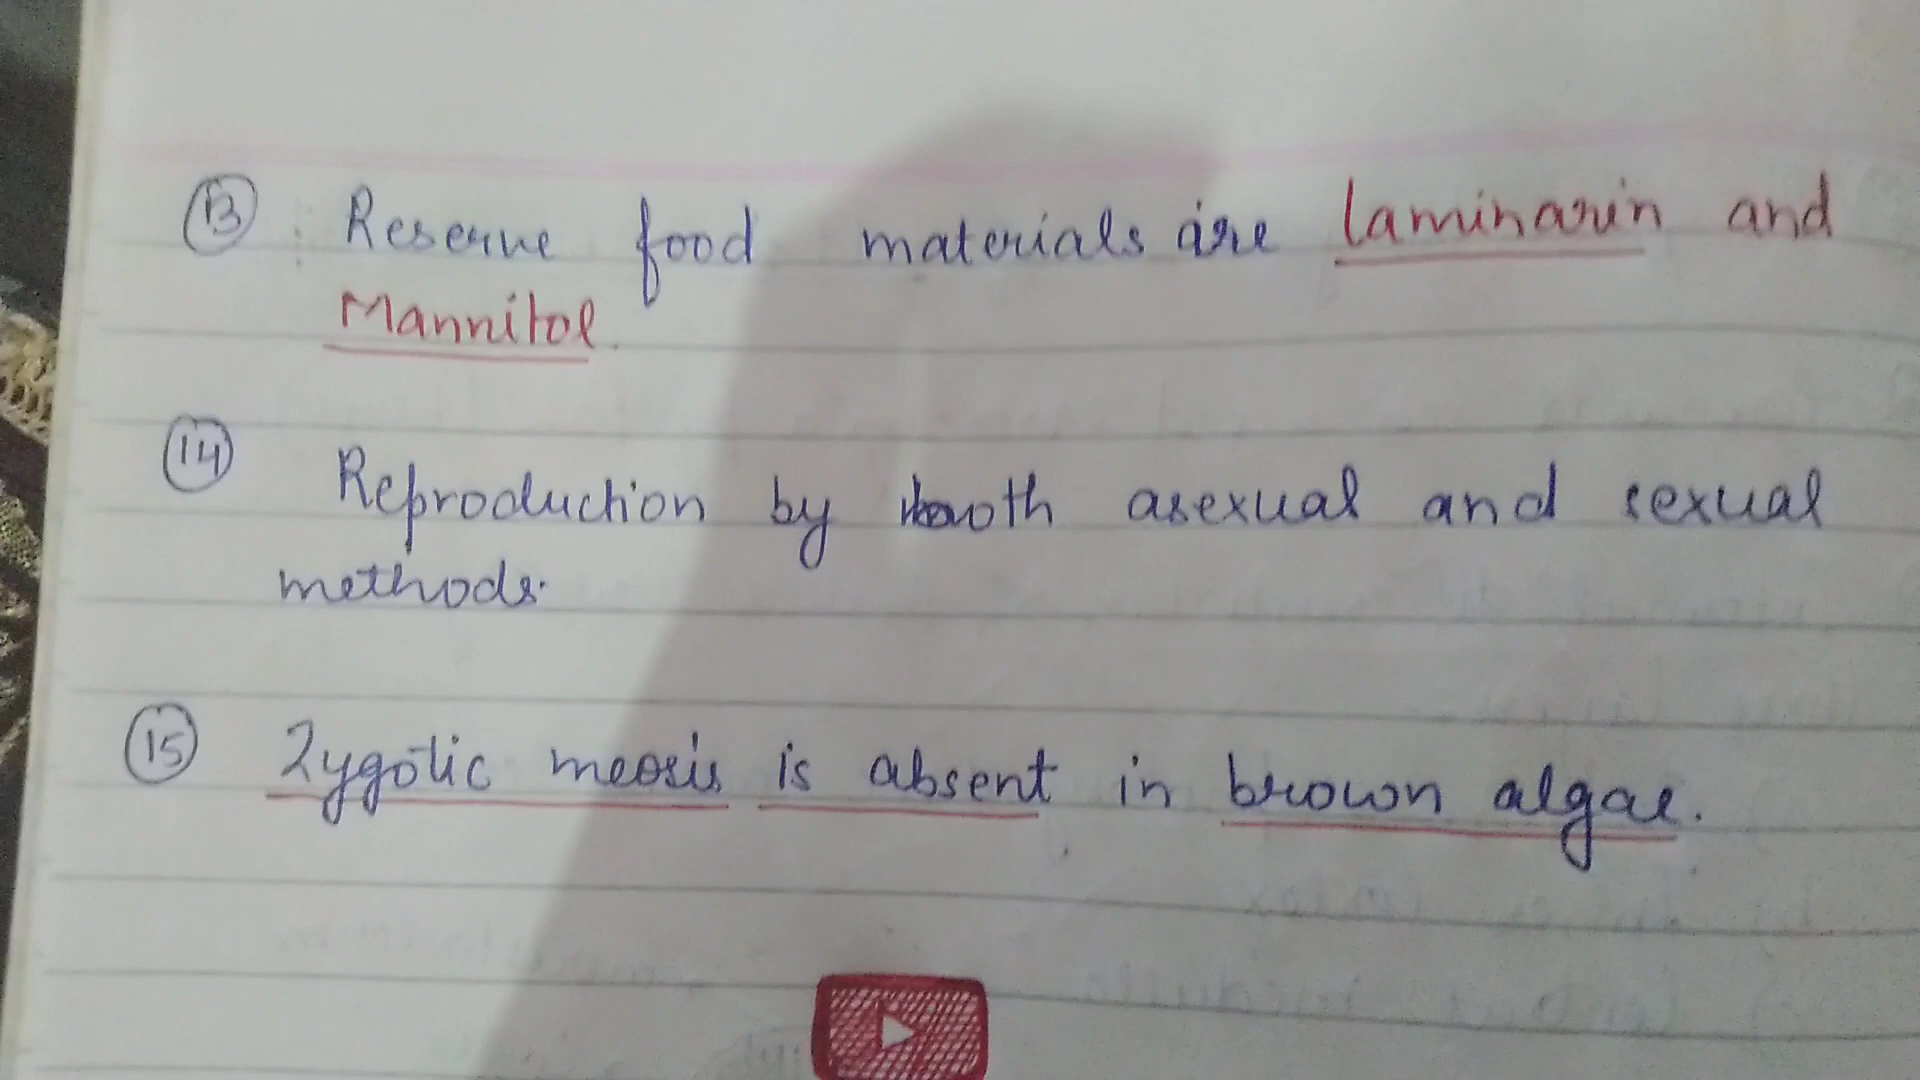 13 Reserve food materials are laminarin and
Mannitol.
14 Reproduction by both asexual and sexual
methods.
15 Zygotic meosis is absent in brown algae.